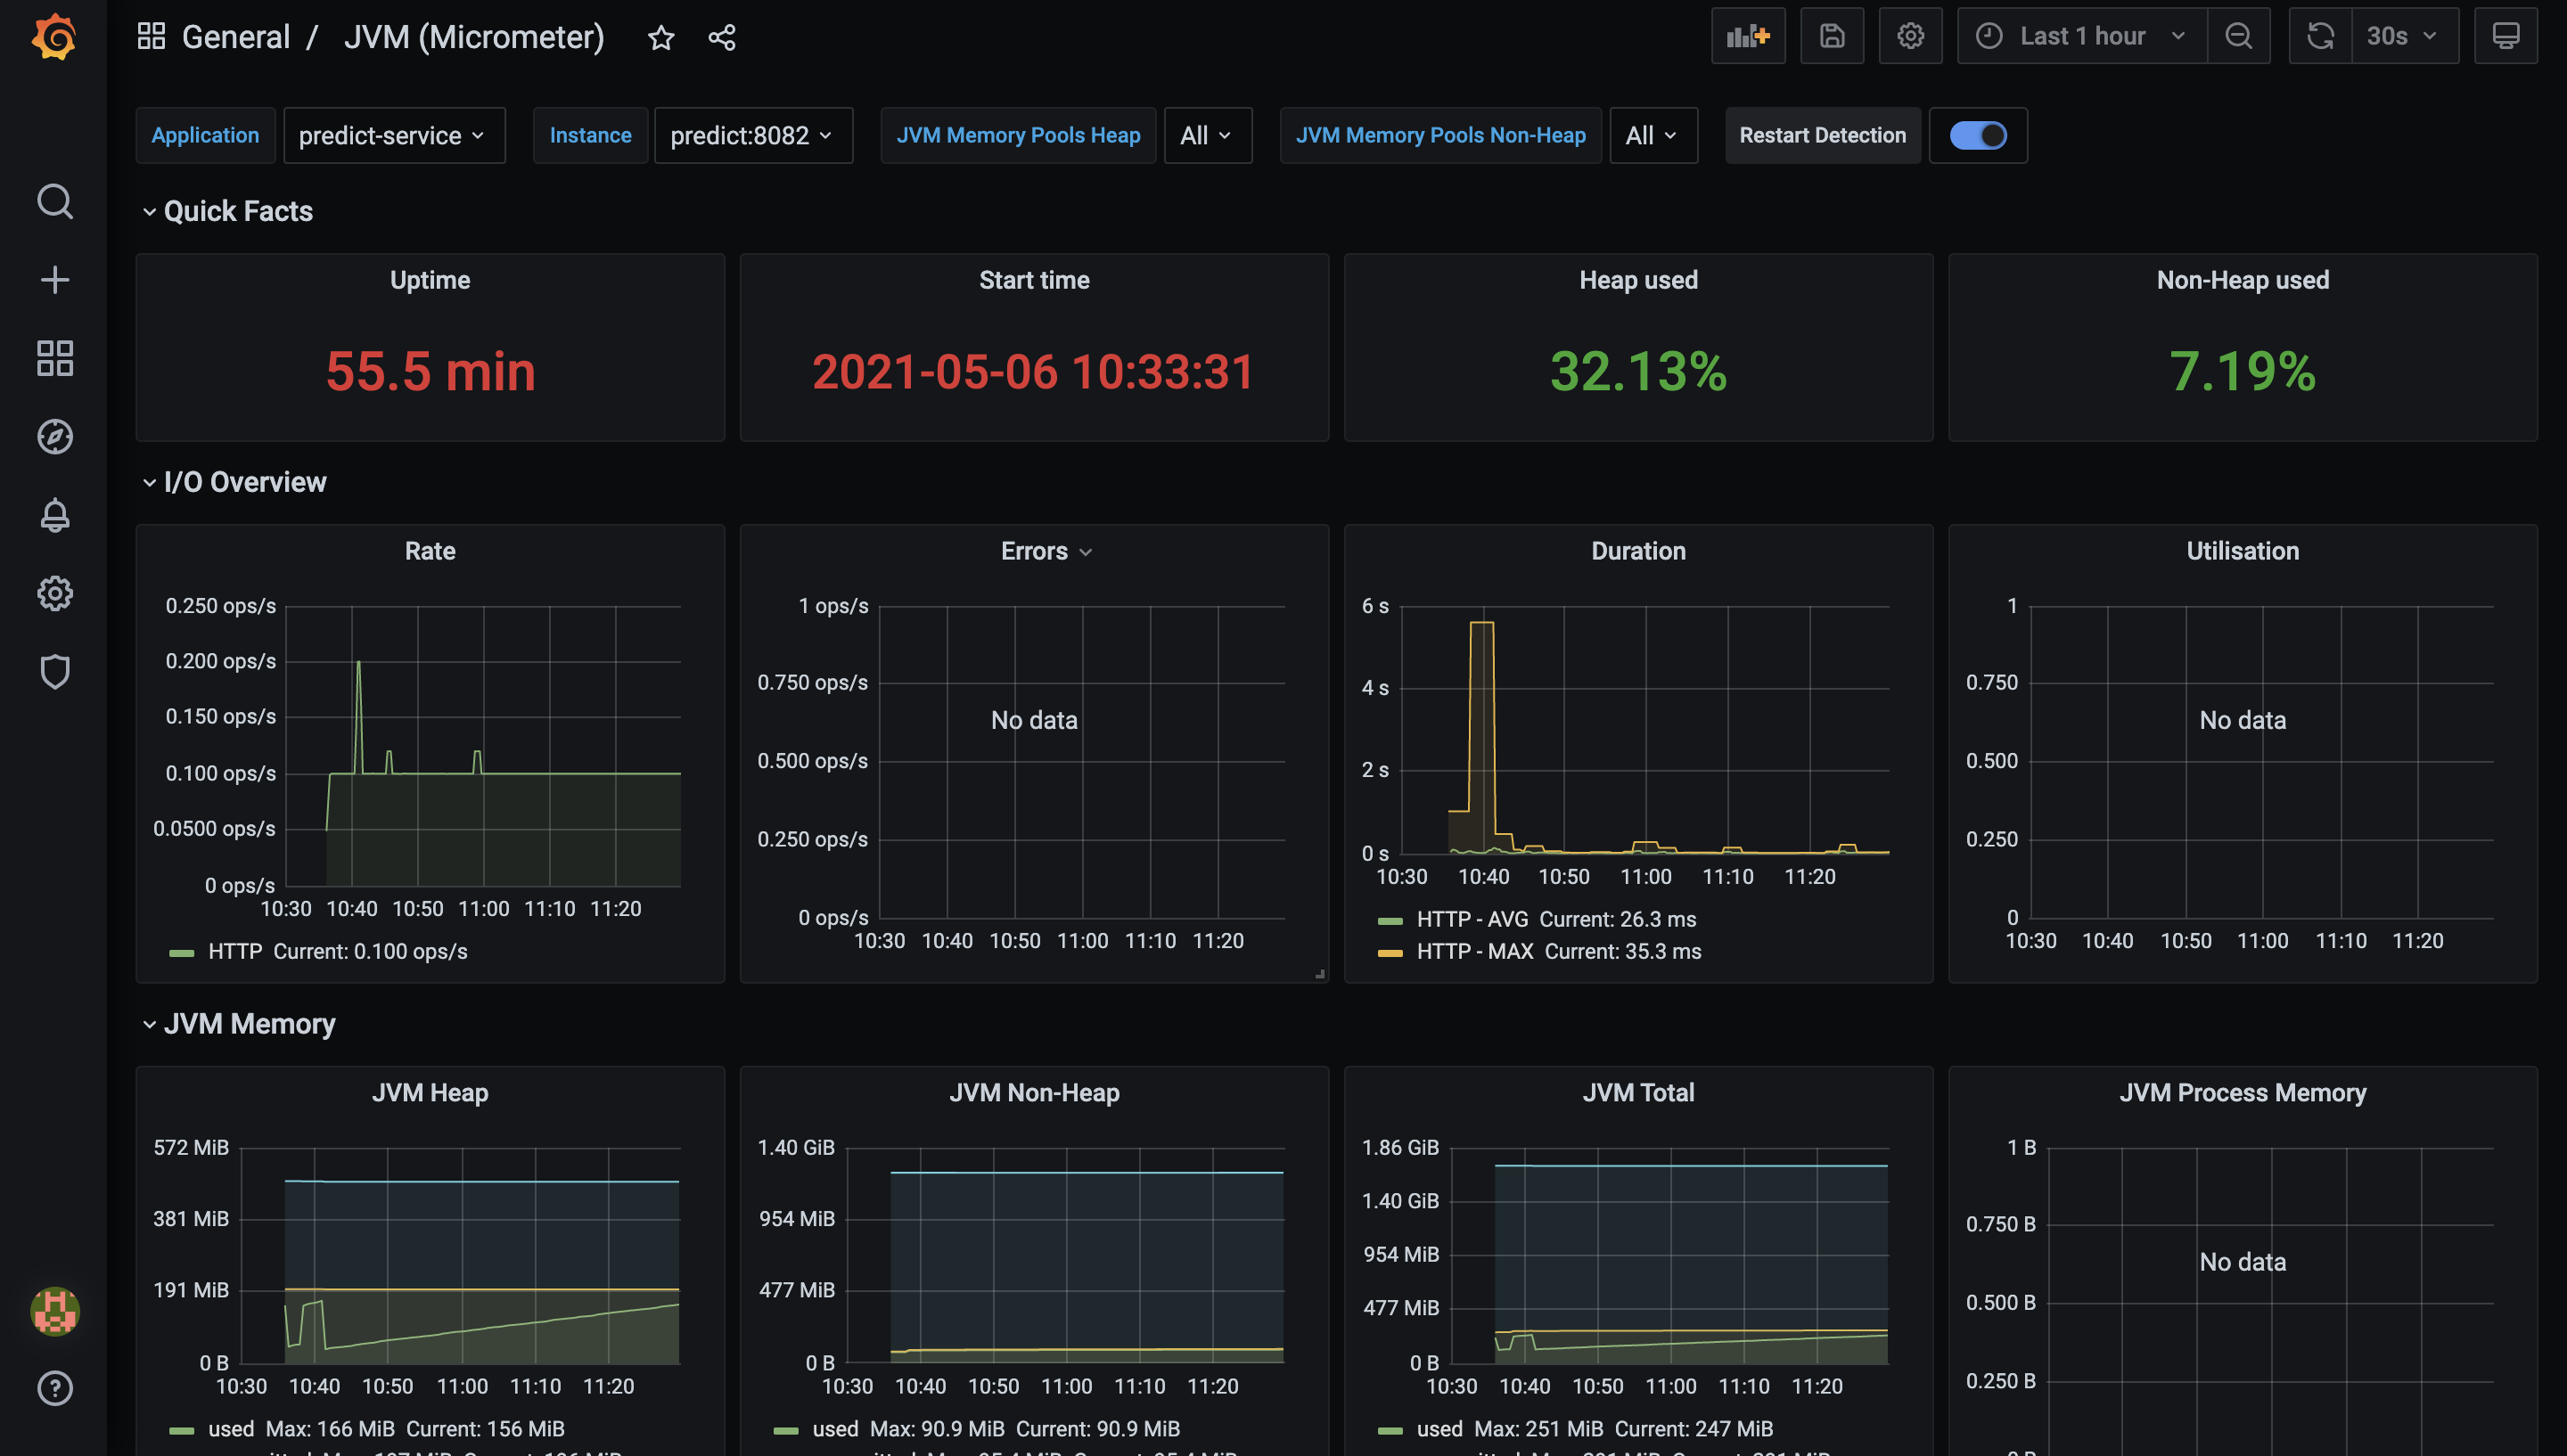 General / JVM (Micrometer)
Last 1 hour
30s
Application predict-service Instance predict:8082 JVM Memory Pools Heap All JVM Memory Pools Non-Heap All Restart Detection
Quick Facts
Uptime
55.5 min
Start time
2021-05-06 10:33:31
Heap used
32.13%
Non-Heap used
7.19%
I/O Overview
Rate
0.250 ops/s
0.200 ops/s
0.150 ops/s
0.100 ops/s
0.0500 ops/s
0 ops/s
10:30 10:40 10:50 11:00 11:10 11:20
HTTP Current: 0.100 ops/s
Errors
1 ops/s
0.750 ops/s
No data
0.500 ops/s
0.250 ops/s
0 ops/s
10:30 10:40 10:50 11:00 11:10 11:20
Duration
6 s
4 s
2 s
0 s
10:30 10:40 10:50 11:00 11:10 11:20
HTTP - AVG Current: 26.3 ms
HTTP - MAX Current: 35.3 ms
Utilisation
1
0.750
No data
0.500
0.250
0
10:30 10:40 10:50 11:00 11:10 11:20
JVM Memory
JVM Heap
572 MiB
381 MiB
191 MiB
0 B
10:30 10:40 10:50 11:00 11:10 11:20
used Max: 166 MiB Current: 156 MiB
JVM Non-Heap
1.40 GiB
954 MiB
477 MiB
0 B
10:30 10:40 10:50 11:00 11:10 11:20
used Max: 90.9 MiB Current: 90.9 MiB
JVM Total
1.86 GiB
1.40 GiB
954 MiB
477 MiB
0 B
10:30 10:40 10:50 11:00 11:10 11:20
used Max: 251 MiB Current: 247 MiB
JVM Process Memory
1 B
0.750 B
No data
0.500 B
0.250 B